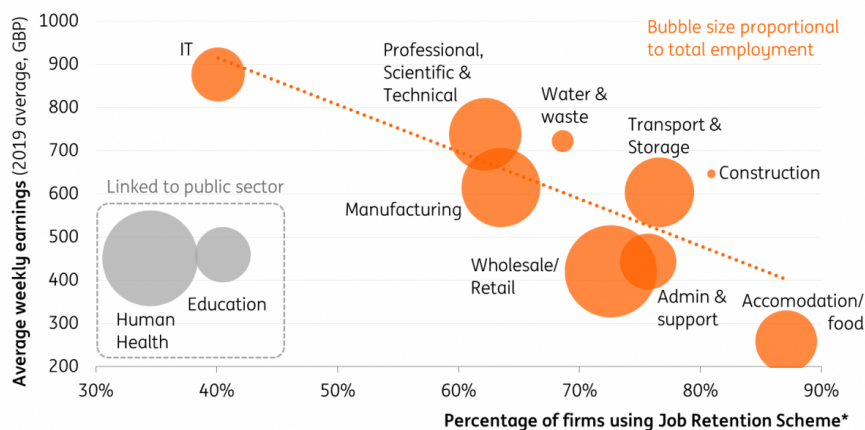 Average weekly earnings (2019 average, GBP)
1000
900
800
700
600
500
400
300
200
Bubble size proportional
to total employment
IT
Professional,
Scientific &
Technical
Water &
waste
Transport &
Storage
Construction
Manufacturing
Linked to public sector
Human
Health
Education
Wholesale/
Retail
Admin &
support
Accomodation/
food
30%
40%
50%
60%
70%
80%
90%
Percentage of firms using Job Retention Scheme*